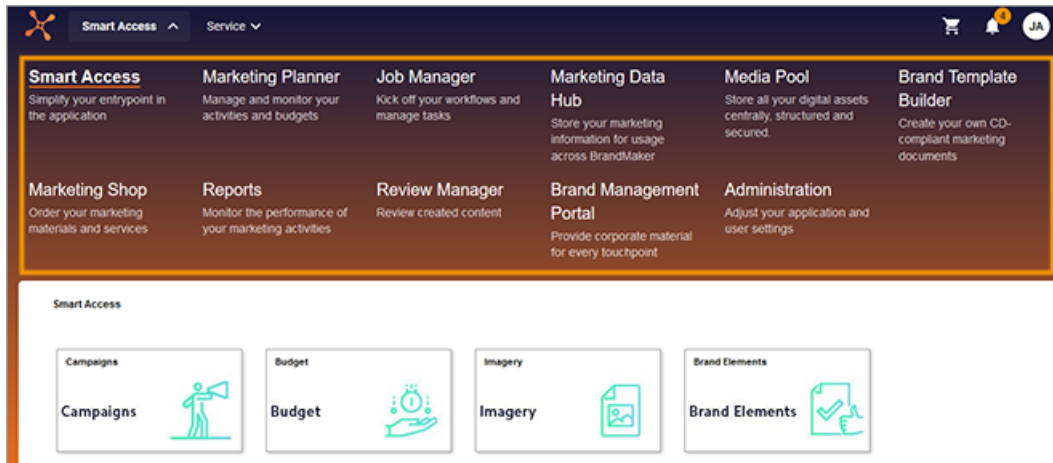 Smart Access
Service
4
JA
Smart Access
Simplify your entrypoint in
the application
Marketing Planner
Manage and monitor your
activities and budgets
Job Manager
Kick off your workflows and
manage tasks
Marketing Data
Hub
Store your marketing
information for usage
across BrandMaker
Media Pool
Store all your digital assets
centrally, structured and
secured.
Brand Template
Builder
Create your own CD-
compliant marketing
documents
Marketing Shop
Order your marketing
materials and services
Reports
Monitor the performance of
your marketing activities
Review Manager
Review created content
Brand Management
Portal
Provide corporate material
for every touchpoint
Administration
Adjust your application and
user settings
Smart Access
Campaigns
Campaigns
Budget
Budget
Imagery
Imagery
Brand Elements
Brand Elements